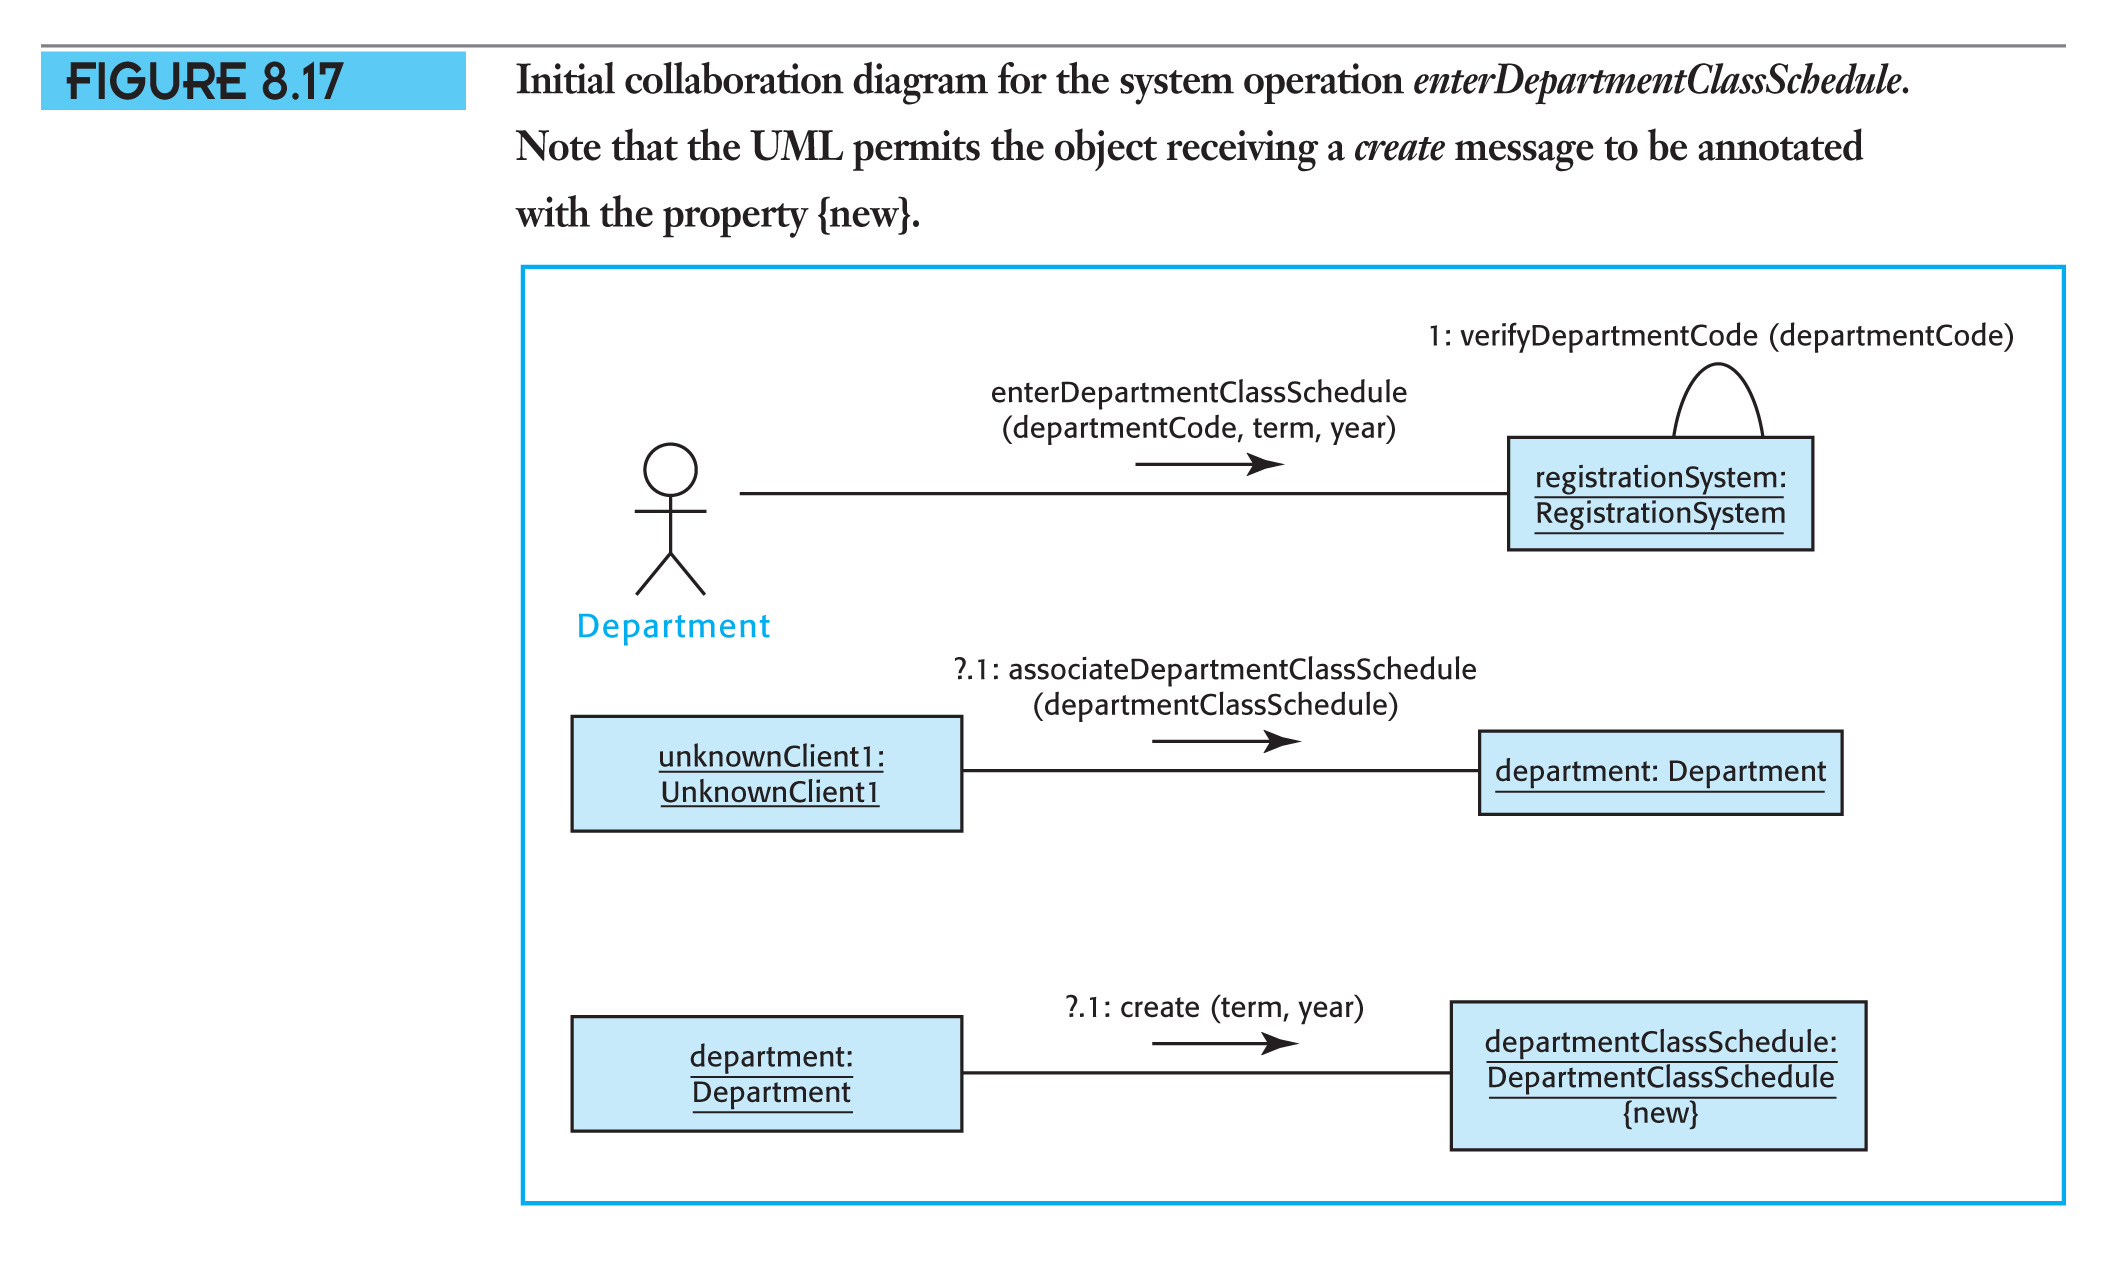 FIGURE 8.17
Initial collaboration diagram for the system operation enterDepartmentClassSchedule.
Note that the UML permits the object receiving a create message to be annotated
with the property {new}.
1: verifyDepartmentCode (departmentCode)
enterDepartmentClassSchedule
(departmentCode, term, year)
registrationSystem:
RegistrationSystem
Department
?.1: associateDepartmentClassSchedule
(departmentClassSchedule)
unknownClient1:
UnknownClient1
department: Department
?.1: create (term, year)
department:
Department
departmentClassSchedule:
DepartmentClassSchedule
{new}